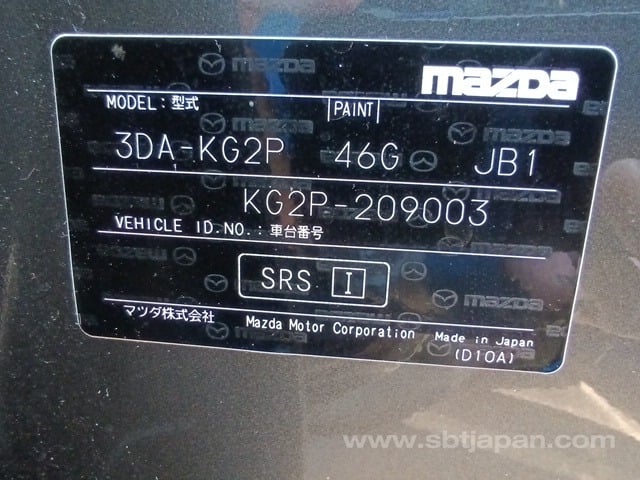 mazda
MODEL:型式 PAINT
3DA-KG2P 46G JB1
KG2P-209003
VEHICLE ID.NO.:車台番号
SRS I
マツダ株式会社 Mazda Motor Corporation Made in Japan
(D10A)
www.sbtjapan.com